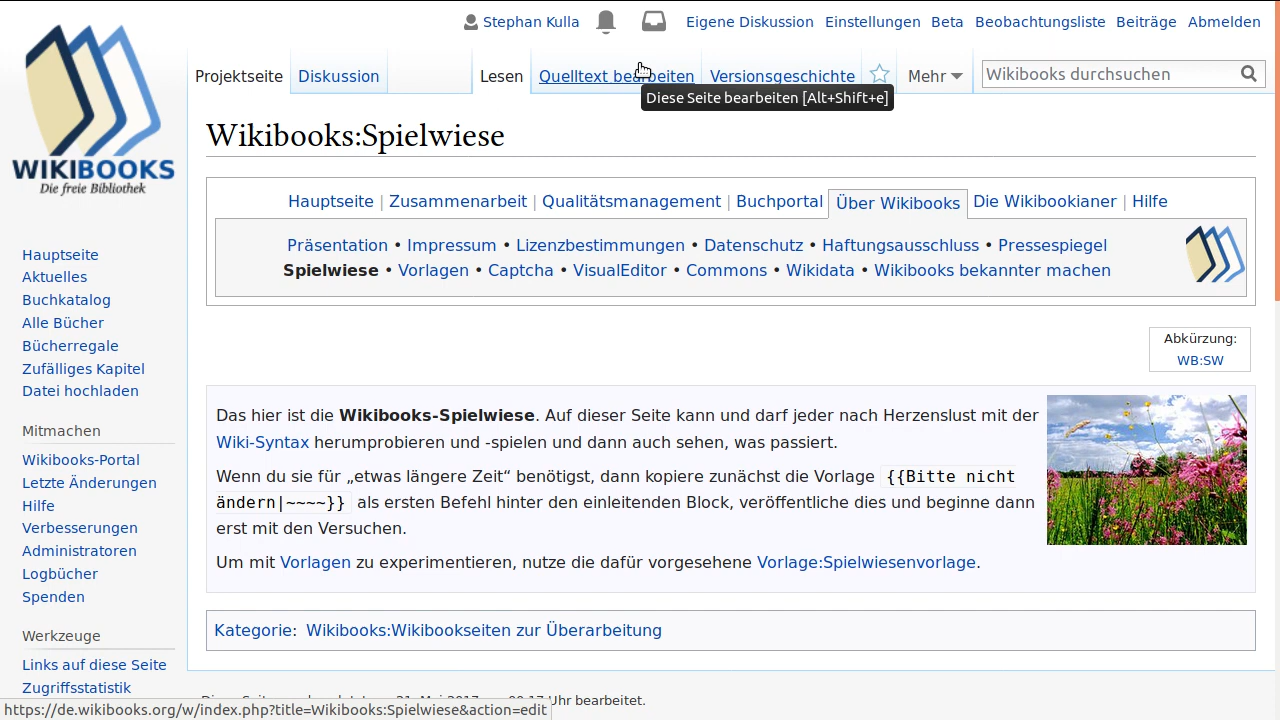 Stephan Kulla Eigene Diskussion Einstellungen Beta Beobachtungsliste Beiträge Abmelden
Projektseite Diskussion Lesen Quelltext bearbeiten Versionsgeschichte Mehr Wikibooks durchsuchen
Diese Seite bearbeiten [Alt+Shift+e]
WIKIBOOKS
Die freie Bibliothek
Wikibooks:Spielwiese
Hauptseite | Zusammenarbeit | Qualitätsmanagement | Buchportal Über Wikibooks Die Wikibookianer | Hilfe
Präsentation • Impressum • Lizenzbestimmungen • Datenschutz • Haftungsausschluss • Pressespiegel
Spielwiese • Vorlagen • Captcha • VisualEditor • Commons • Wikidata • Wikibooks bekannter machen
Abkürzung:
WB:SW
Das hier ist die Wikibooks-Spielwiese. Auf dieser Seite kann und darf jeder nach Herzenslust mit der
Wiki-Syntax herumprobieren und -spielen und dann auch sehen, was passiert.
Wenn du sie für „etwas längere Zeit“ benötigst, dann kopiere zunächst die Vorlage {{Bitte nicht
ändern|~~~~}} als ersten Befehl hinter den einleitenden Block, veröffentliche dies und beginne dann
erst mit den Versuchen.
Um mit Vorlagen zu experimentieren, nutze die dafür vorgesehene Vorlage:Spielwiesenvorlage.
Kategorie: Wikibooks:Wikibookseiten zur Überarbeitung
Hauptseite
Aktuelles
Buchkatalog
Alle Bücher
Bücherregale
Zufälliges Kapitel
Datei hochladen
Mitmachen
Wikibooks-Portal
Letzte Änderungen
Hilfe
Verbesserungen
Administratoren
Logbücher
Spenden
Werkzeuge
Links auf diese Seite
Zugriffsstatistik
Uhr bearbeitet.
https://de.wikibooks.org/w/index.php?title=Wikibooks:Spielwiese&action=edit